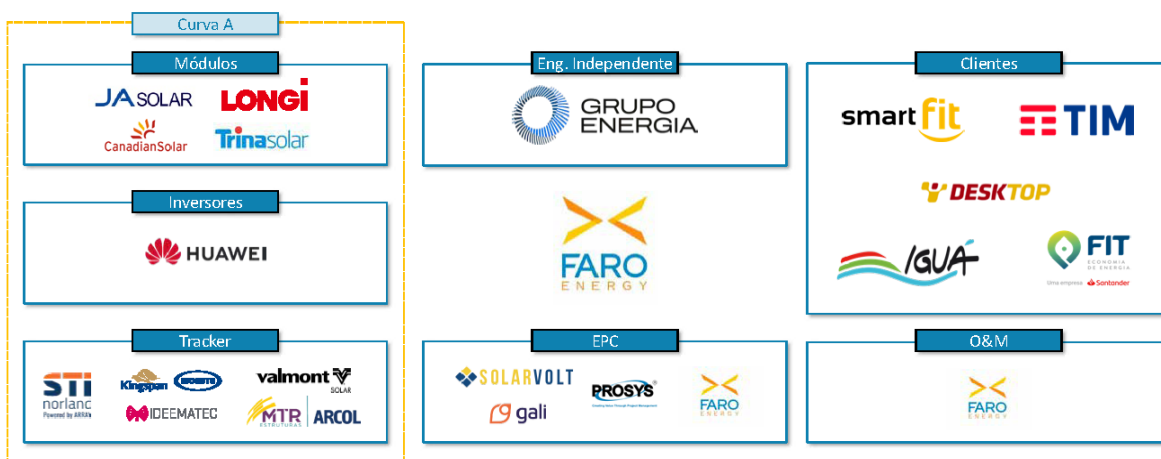 Curva A
Módulos
JA SOLAR
LONGi
CanadianSolar
Trinasolar
Inversores
HUAWEI
Tracker
STi
norland
Powered by ARRAY
Kingspan
valmont
SOLAR
IDEEMATEC
MTR
ESTRUTURAS
ARCOL
Eng. Independente
GRUPO
ENERGIA
FARO
ENERGY
EPC
SOLARVOLT
PROSYS
gali
FARO
ENERGY
Clientes
smart fit
TIM
DESKTOP
IGUÁ
FIT
ECONOMIA
DE ENERGIA
Uma empresa Santander
O&M
FARO
ENERGY